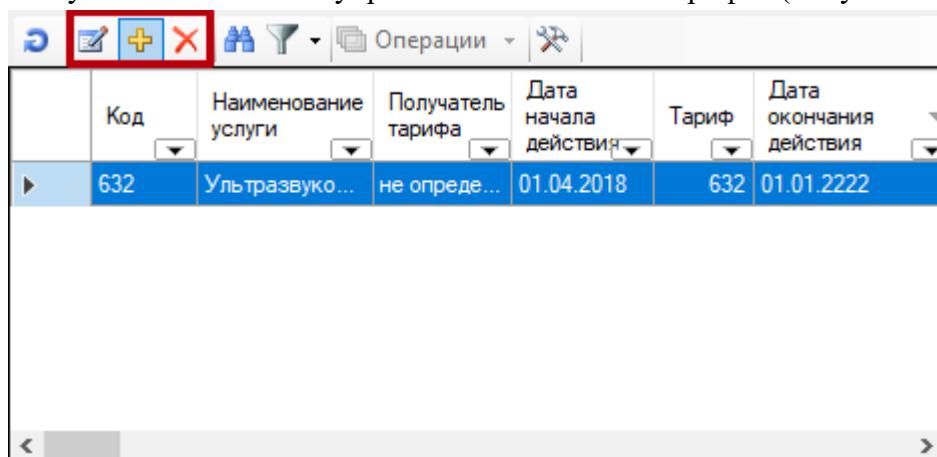 Операции
Код
Наименование услуги
Получатель тарифа
Дата начала действия
Тариф
Дата окончания действия
632 Ультразвуко... не опреде... 01.04.2018 632 01.01.2222